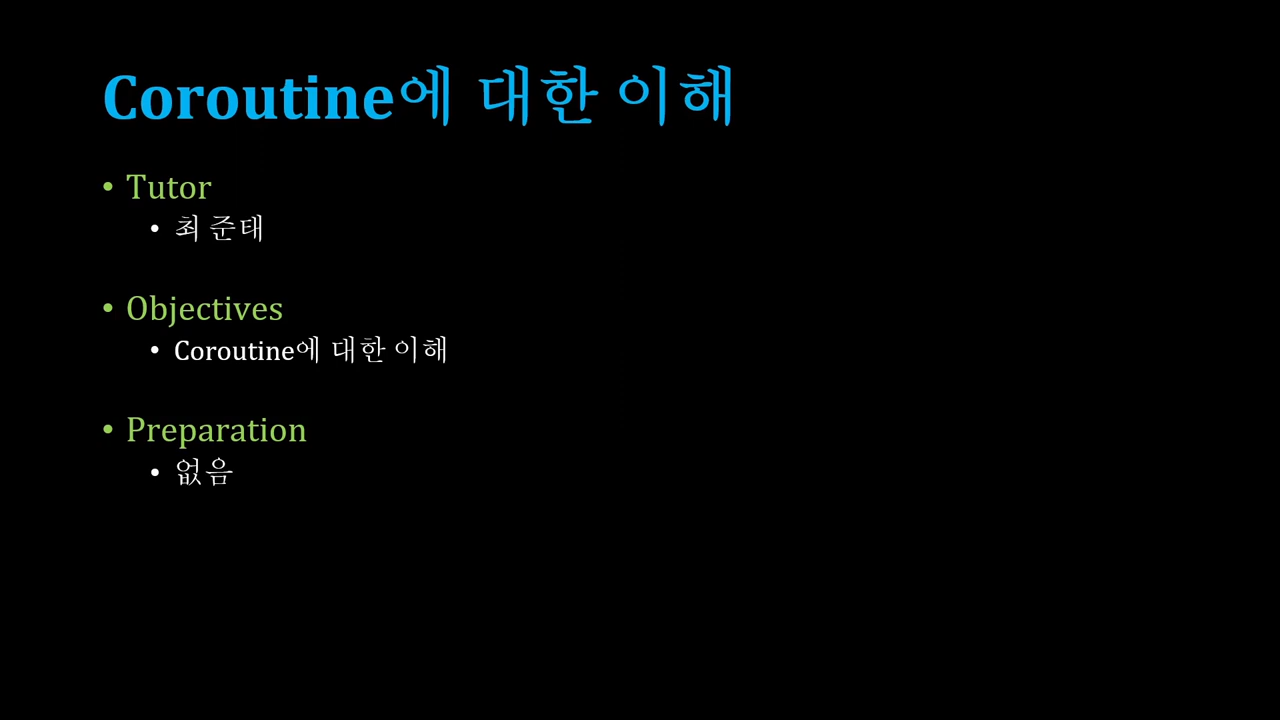 Coroutine에 대한 이해
• Tutor
• 최 준태
• Objectives
• Coroutine에 대한 이해
• Preparation
• 없음